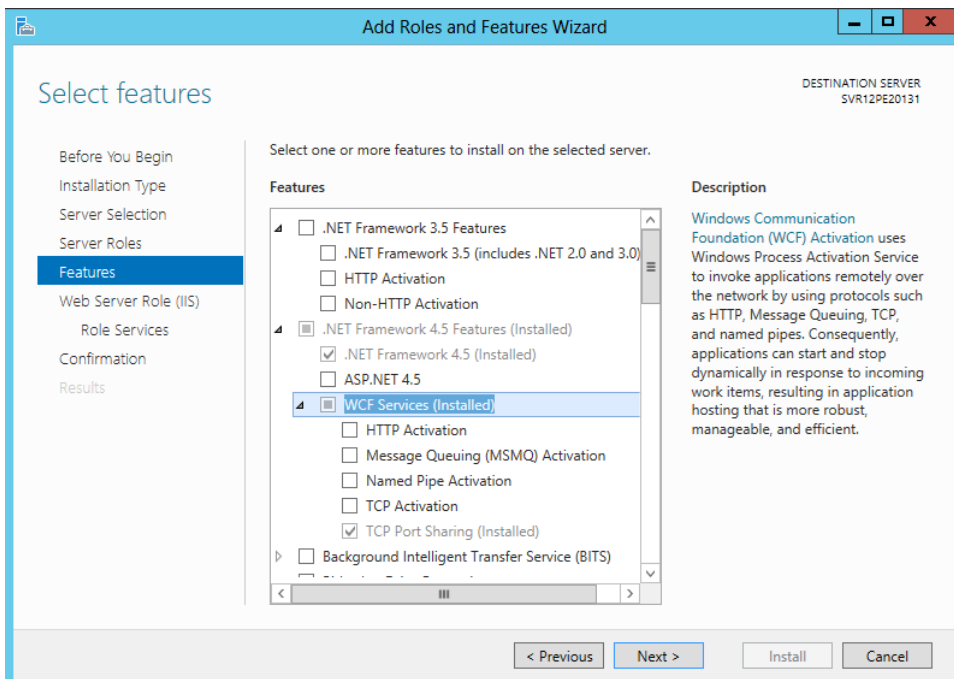 Add Roles and Features Wizard
Select features
DESTINATION SERVER
SVR12PE20131
Before You Begin
Installation Type
Server Selection
Server Roles
Features
Web Server Role (IIS)
Role Services
Confirmation
Results
Select one or more features to install on the selected server.
Features
.NET Framework 3.5 Features
.NET Framework 3.5 (includes .NET 2.0 and 3.0)
HTTP Activation
Non-HTTP Activation
.NET Framework 4.5 Features (Installed)
.NET Framework 4.5 (Installed)
ASP.NET 4.5
WCF Services (Installed)
HTTP Activation
Message Queuing (MSMQ) Activation
Named Pipe Activation
TCP Activation
TCP Port Sharing (Installed)
Background Intelligent Transfer Service (BITS)
Description
Windows Communication
Foundation (WCF) Activation uses
Windows Process Activation Service
to invoke applications remotely over
the network by using protocols such
as HTTP, Message Queuing, TCP,
and named pipes. Consequently,
applications can start and stop
dynamically in response to incoming
work items, resulting in application
hosting that is more robust,
manageable, and efficient.
< Previous
Next >
Install
Cancel